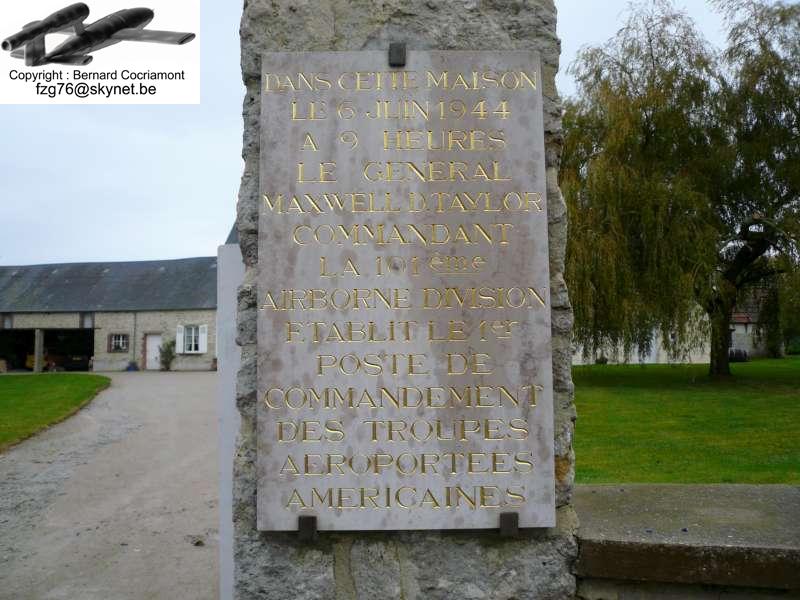 Copyright : Bernard Cocriamont
fzg76@skynet.be
DANS CETTE MAISON
LE 6 JUIN 1944
A 9 HEURES
LE GENERAL
MAXWELL D.TAYLOR
COMMANDANT
LA 101ème
AIRBORNE DIVISION
ETABLIT LE 1er
POSTE DE
COMMANDEMENT
DES TROUPES
AEROPORTEES
AMERICAINES